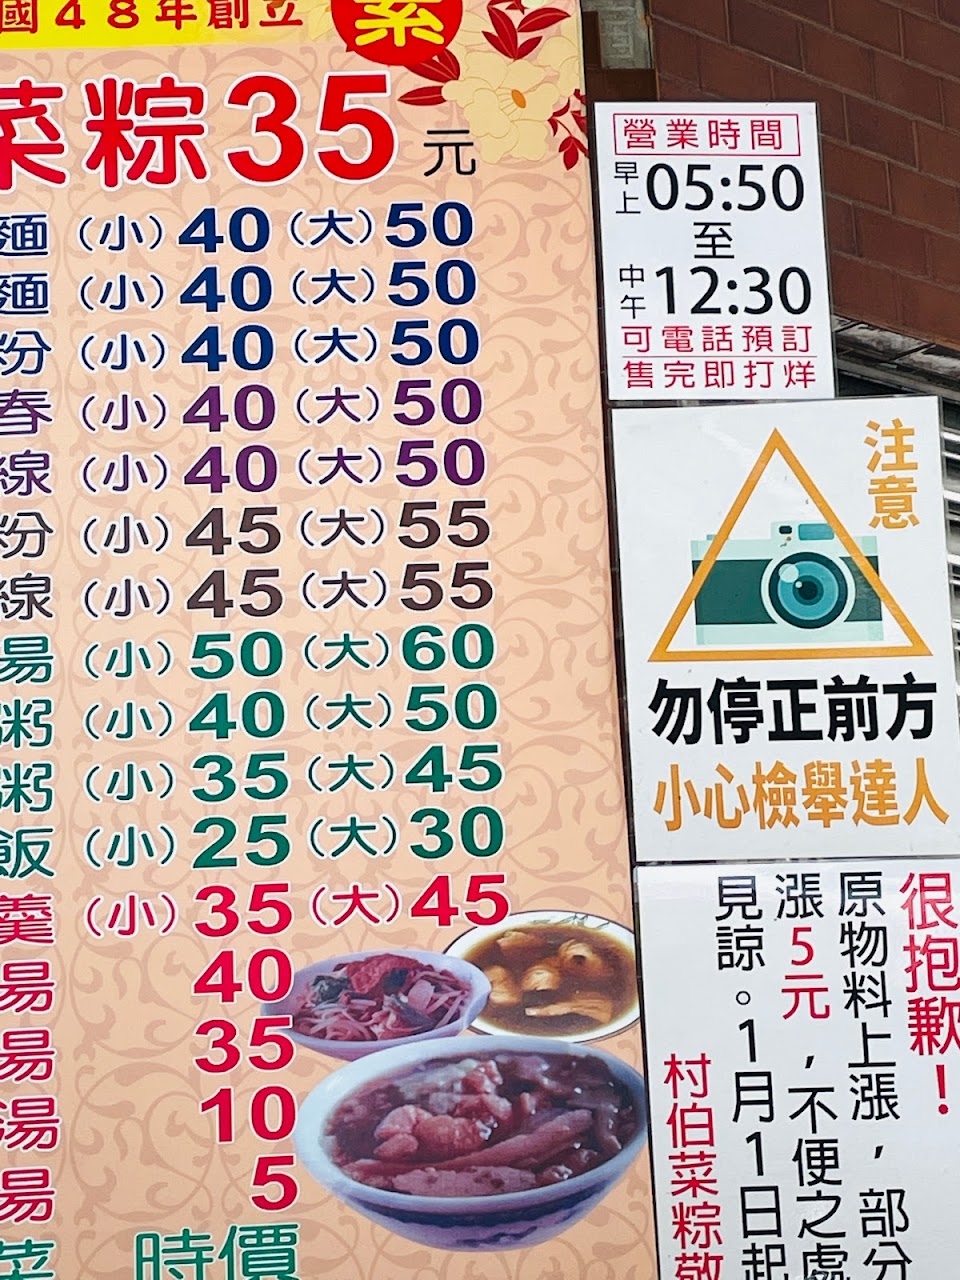 國48年創立
素
菜粽35元
麵（小）40（大）50
麵（小）40（大）50
粉（小）40（大）50
春（小）40（大）50
線（小）40（大）50
粉（小）45（大）55
線（小）45（大）55
湯（小）50（大）60
粥（小）40（大）50
粥（小）35（大）45
飯（小）25（大）30
羹（小）35（大）45
湯 40
湯 35
湯 10
湯 5
菜 時價
營業時間
早上05:50
至
中午12:30
可電話預訂
售完即打烊
注意
勿停正前方
小心檢舉達人
很抱歉！
原物料上漲，部分
漲5元，不便之處
見諒。1月1日起
村伯菜粽敬